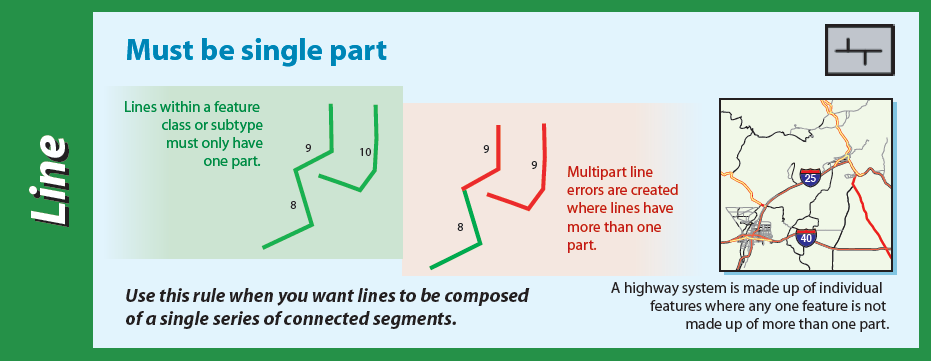 Line
Must be single part
Lines within a feature
class or subtype
must only have
one part.
9
10
8
9
9
8
Multipart line
errors are created
where lines have
more than one
part.
25
40
Use this rule when you want lines to be composed
of a single series of connected segments.
A highway system is made up of individual
features where any one feature is not
made up of more than one part.